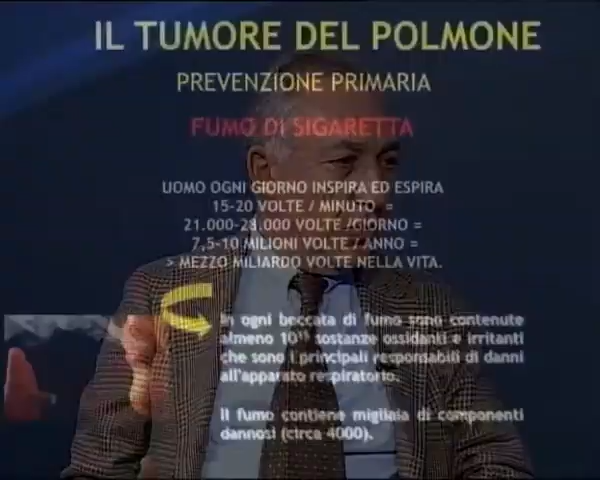 IL TUMORE DEL POLMONE
PREVENZIONE PRIMARIA
FUMO DI SIGARETTA
UOMO OGNI GIORNO INSPIRA ED ESPIRA
15-20 VOLTE / MINUTO =
21.000-28.000 VOLTE /GIORNO =
7,5-10 MILIONI VOLTE / ANNO =
> MEZZO MILIARDO VOLTE NELLA VITA.
In ogni beccata di fumo sono contenute
almeno sostanze ossidanti e irritanti
che sono i principali responsabili di danni
all'apparato respiratorio.
Il fumo contiene migliaia di componenti
dannosi (circa 4000).